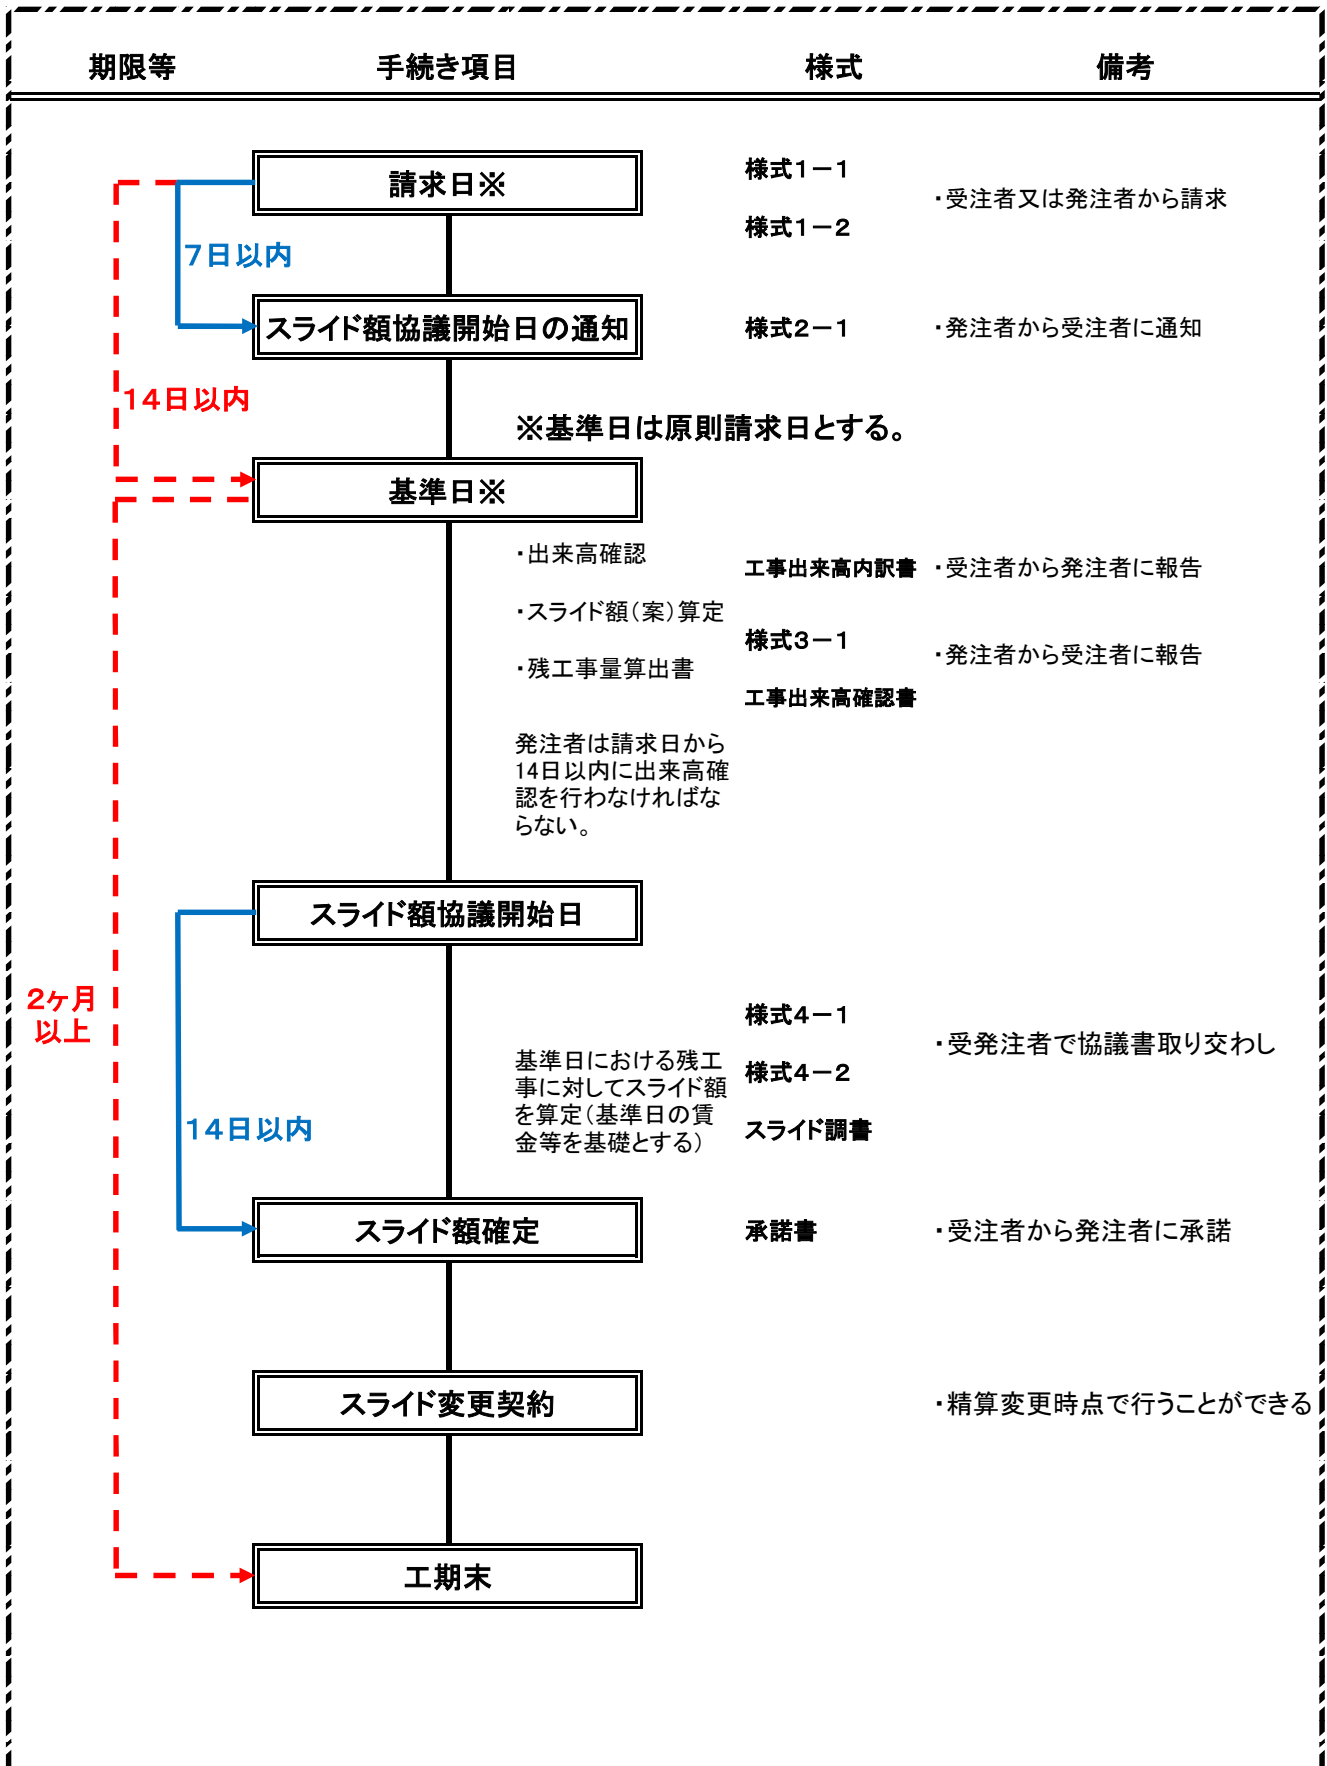 期限等 手続き項目 様式 備考
請求日※
様式1－1
様式1－2
・受注者又は発注者から請求
7日以内
スライド額協議開始日の通知
様式2－1
・発注者から受注者に通知
14日以内
※基準日は原則請求日とする。
基準日※
・出来高確認
工事出来高内訳書
・受注者から発注者に報告
・スライド額（案）算定
様式3－1
・発注者から受注者に報告
・残工事量算出書
工事出来高確認書
発注者は請求日から
14日以内に出来高確
認を行わなければな
らない。
スライド額協議開始日
2ヶ月
以上
14日以内
基準日における残工
事に対してスライド額
を算定（基準日の賃
金等を基礎とする）
様式4－1
様式4－2
スライド調書
・受発注者で協議書取り交わし
スライド額確定
承諾書
・受注者から発注者に承諾
スライド変更契約
・精算変更時点で行うことができる
工期末